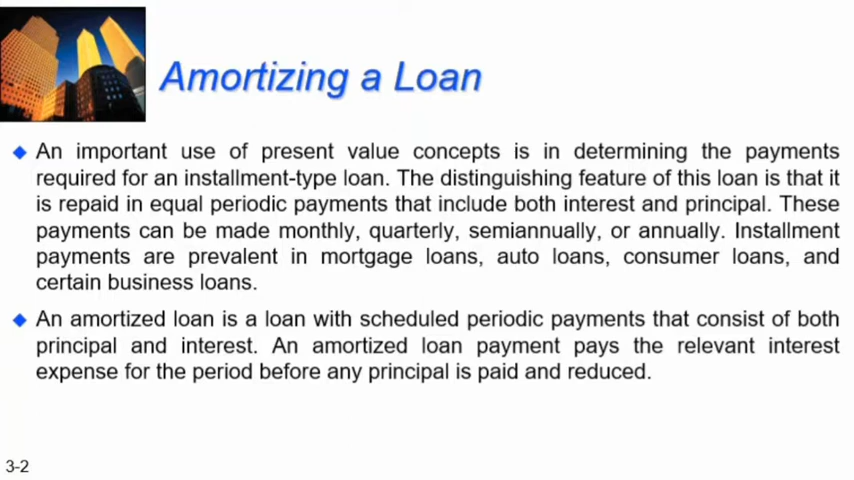 Amortizing a Loan
An important use of present value concepts is in determining the payments
required for an installment-type loan. The distinguishing feature of this loan is that it
is repaid in equal periodic payments that include both interest and principal. These
payments can be made monthly, quarterly, semiannually, or annually. Installment
payments are prevalent in mortgage loans, auto loans, consumer loans, and
certain business loans.
An amortized loan is a loan with scheduled periodic payments that consist of both
principal and interest. An amortized loan payment pays the relevant interest
expense for the period before any principal is paid and reduced.
3-2